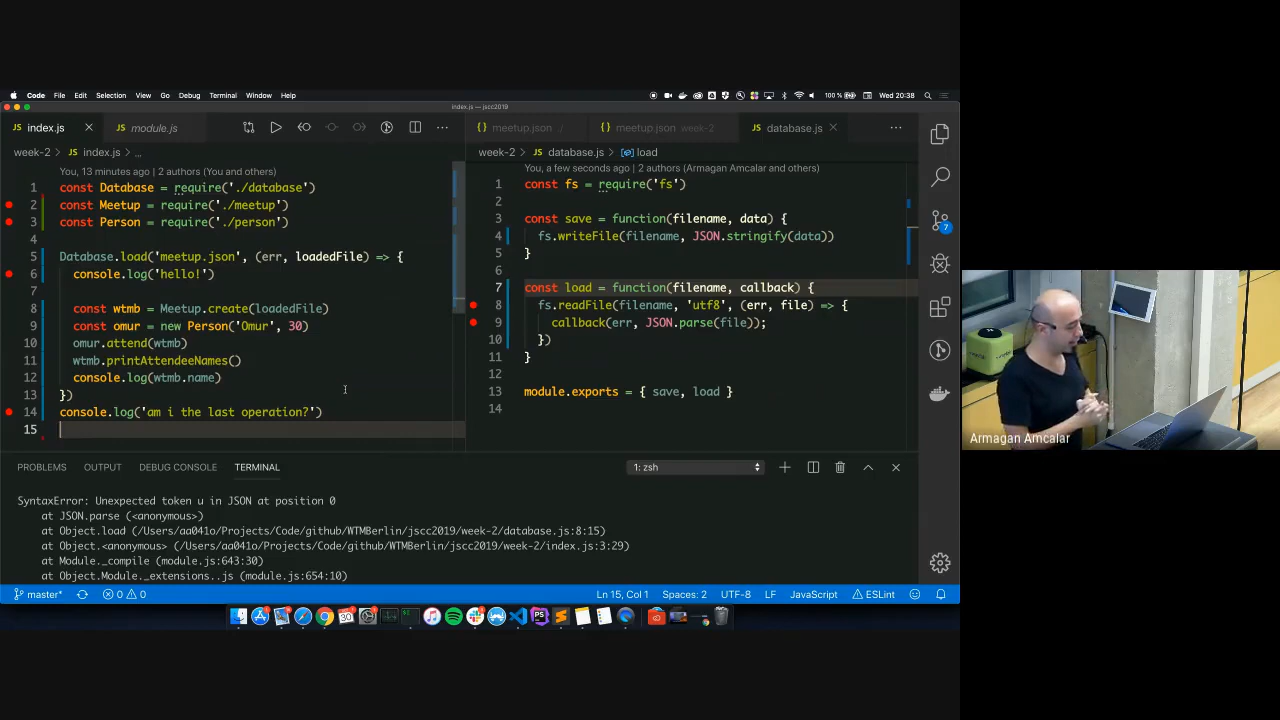 Code File Edit Selection View Go Debug Terminal Window Help
100 % Wed 20:38
index.js — jscc2019
index.js module.js
meetup.json / meetup.json week-2 database.js
week-2 > index.js > ...
You, 13 minutes ago | 2 authors (You and others)
1 const Database = require('./database')
2 const Meetup = require('./meetup')
3 const Person = require('./person')
4
5 Database.load('meetup.json', (err, loadedFile) => {
6 console.log('hello!')
7
8 const wtmb = Meetup.create(loadedFile)
9 const omur = new Person('Omur', 30)
10 omur.attend(wtmb)
11 wtmb.printAttendeeNames()
12 console.log(wtmb.name)
13 })
14 console.log('am i the last operation?')
15
week-2 > database.js > load
You, a few seconds ago | 2 authors (Armagan Amcalar and others)
1 const fs = require('fs')
2
3 const save = function(filename, data) {
4 fs.writeFile(filename, JSON.stringify(data))
5 }
6
7 const load = function(filename, callback) {
8 fs.readFile(filename, 'utf8', (err, file) => {
9 callback(err, JSON.parse(file));
10 })
11 }
12
13 module.exports = { save, load }
14
7
PROBLEMS OUTPUT DEBUG CONSOLE TERMINAL
1: zsh
SyntaxError: Unexpected token u in JSON at position 0
at JSON.parse (<anonymous>)
at Object.load (/Users/aa041o/Projects/Code/github/WTMBerlin/jscc2019/week-2/database.js:8:15)
at Object.<anonymous> (/Users/aa041o/Projects/Code/github/WTMBerlin/jscc2019/week-2/index.js:3:29)
at Module._compile (module.js:643:30)
at Object.Module._extensions..js (module.js:654:10)
master* 0 0
Ln 15, Col 1 Spaces: 2 UTF-8 LF JavaScript ESLint
30
PS
Armagan Amcalar